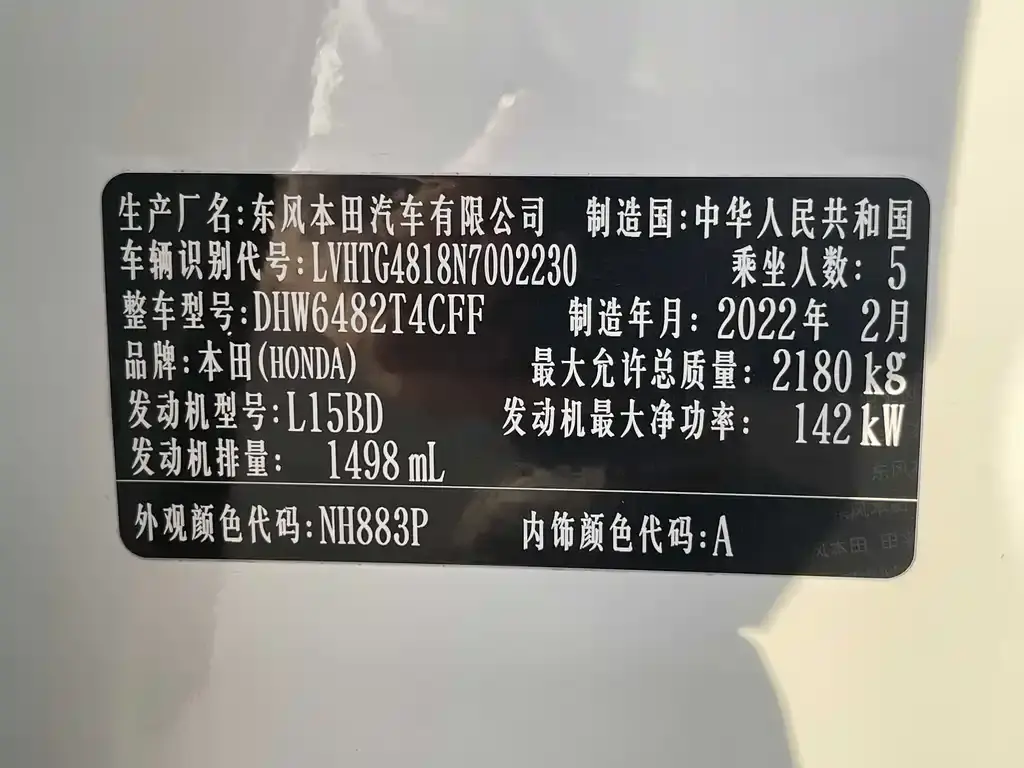 生产厂名:东风本田汽车有限公司 制造国:中华人民共和国
车辆识别代号:LVHTG4818N7002230 乘坐人数: 5
整车型号:DHW6482T4CFF 制造年月: 2022年 2月
品牌:本田(HONDA) 最大允许总质量: 2180 kg
发动机型号:L15BD 发动机最大净功率: 142 kW
发动机排量: 1498 mL
外观颜色代码:NH883P 内饰颜色代码:A